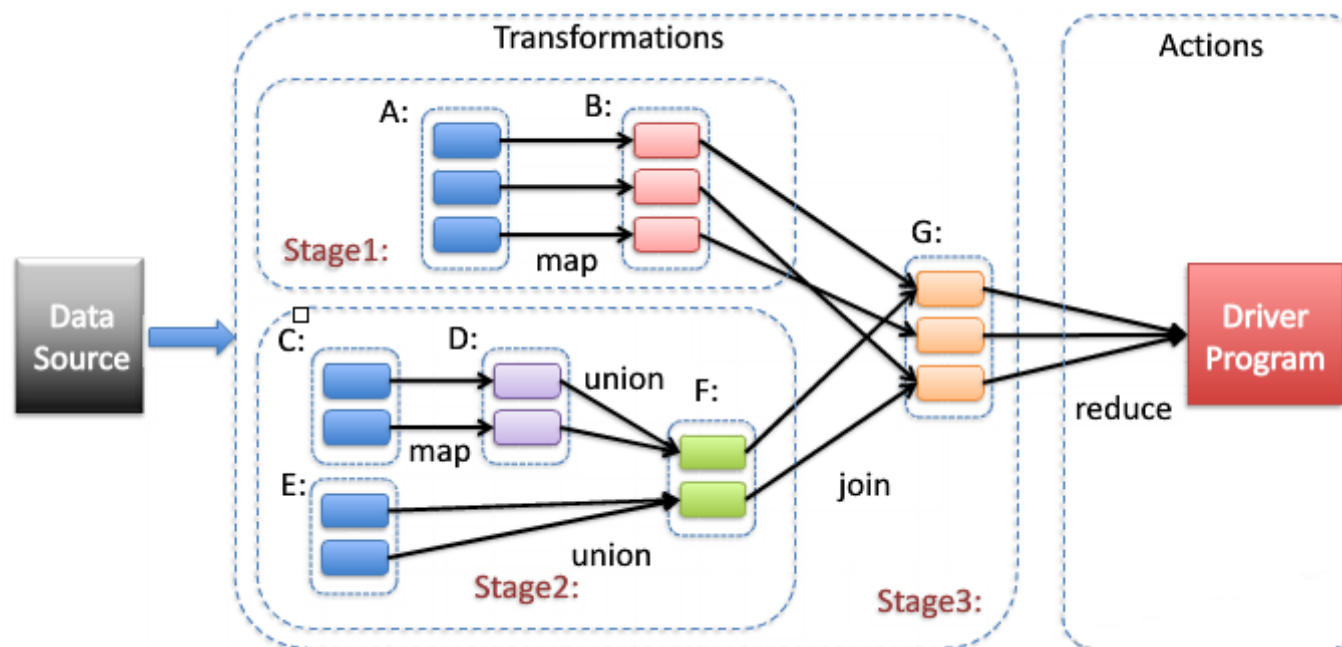 Transformations
Actions
A:
B:
Stage1:
map
G:
Data
Source
Driver
Program
C:
D:
union
F:
map
reduce
E:
join
union
Stage2:
Stage3: